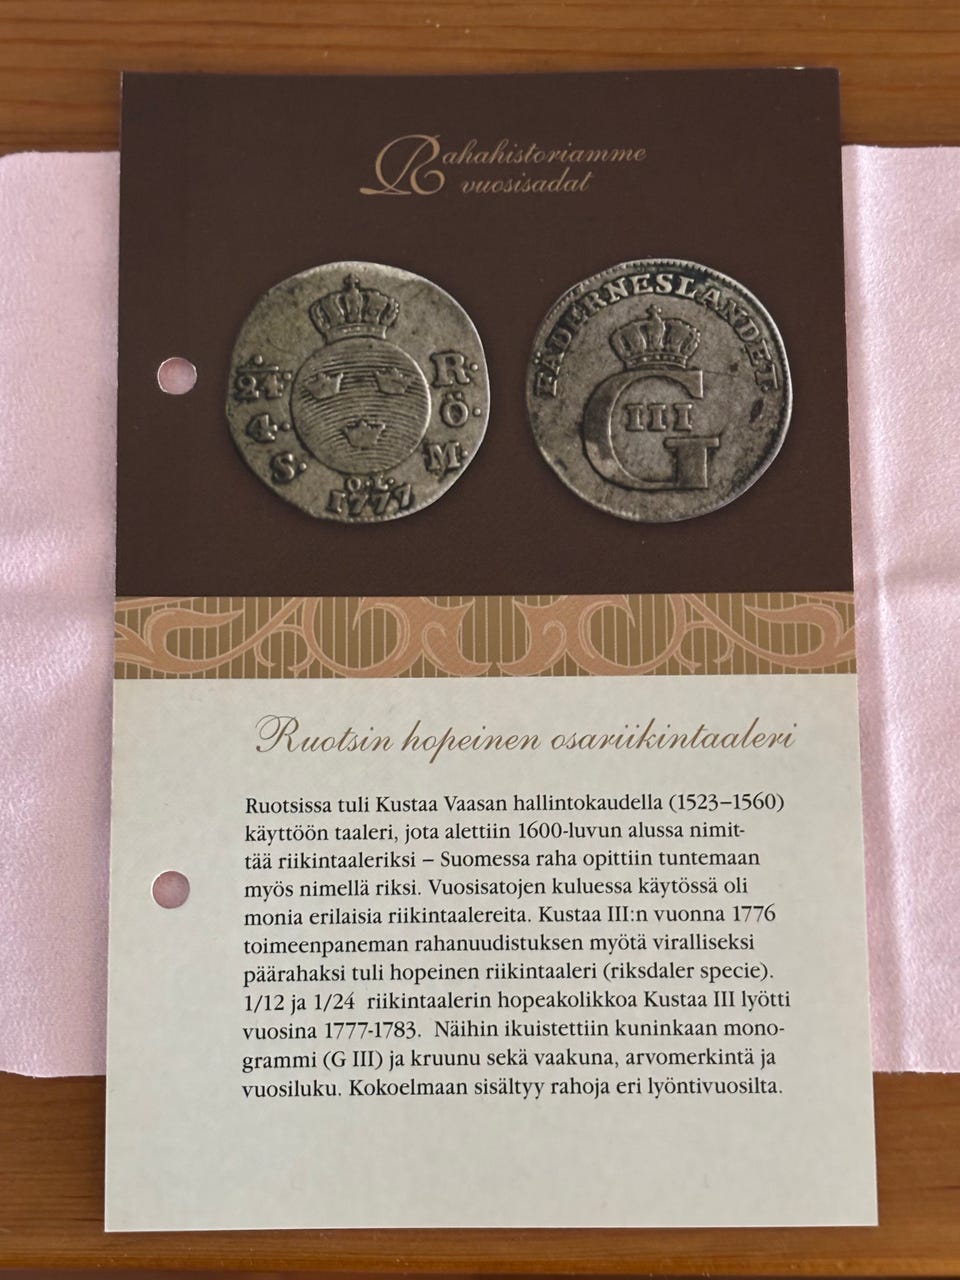 Rahahistoriamme
vuosisadat
1
24.
4.
S.
R.
Ö.
M.
O.L.
1777
FÄDERNESLANDET.
G III
Ruotsin hopeinen osariikintaaleri
Ruotsissa tuli Kustaa Vaasan hallintokaudella (1523–1560)
käyttöön taaleri, jota alettiin 1600-luvun alussa nimit-
tää riikintaaleriksi – Suomessa raha opittiin tuntemaan
myös nimellä riksi. Vuosisatojen kuluessa käytössä oli
monia erilaisia riikintaalereita. Kustaa III:n vuonna 1776
toimeenpaneman rahanuudistuksen myötä viralliseksi
päärahaksi tuli hopeinen riikintaaleri (riksdaler specie).
1/12 ja 1/24 riikintaalerin hopeakolikkoa Kustaa III lyötti
vuosina 1777-1783. Näihin ikuistettiin kuninkaan mono-
grammi (G III) ja kruunu sekä vaakuna, arvomerkintä ja
vuosiluku. Kokoelmaan sisältyy rahoja eri lyöntivuosilta.